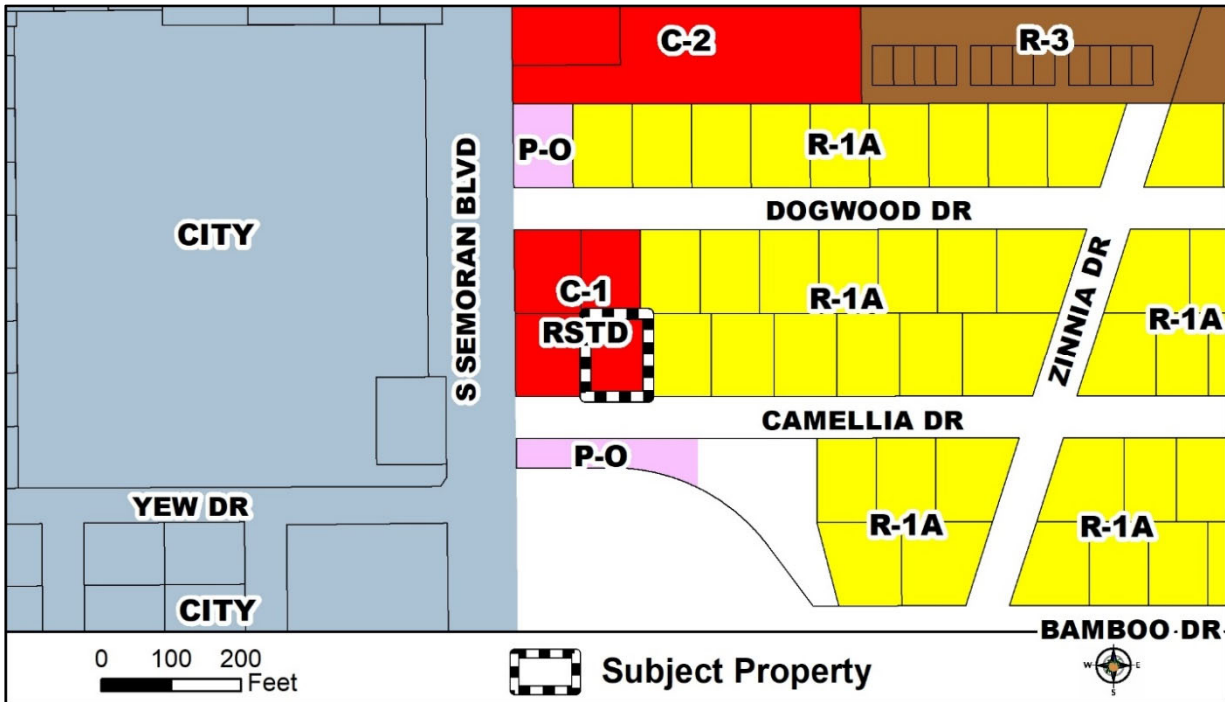 C-2
R-3
P-O
R-1A
S SEMORAN BLVD
CITY
DOGWOOD DR
ZINNIA DR
C-1
RSTD
R-1A
R-1A
CAMELLIA DR
P-O
YEW DR
R-1A
R-1A
CITY
BAMBOO DR
0 100 200
Feet
Subject Property
N
W E
S